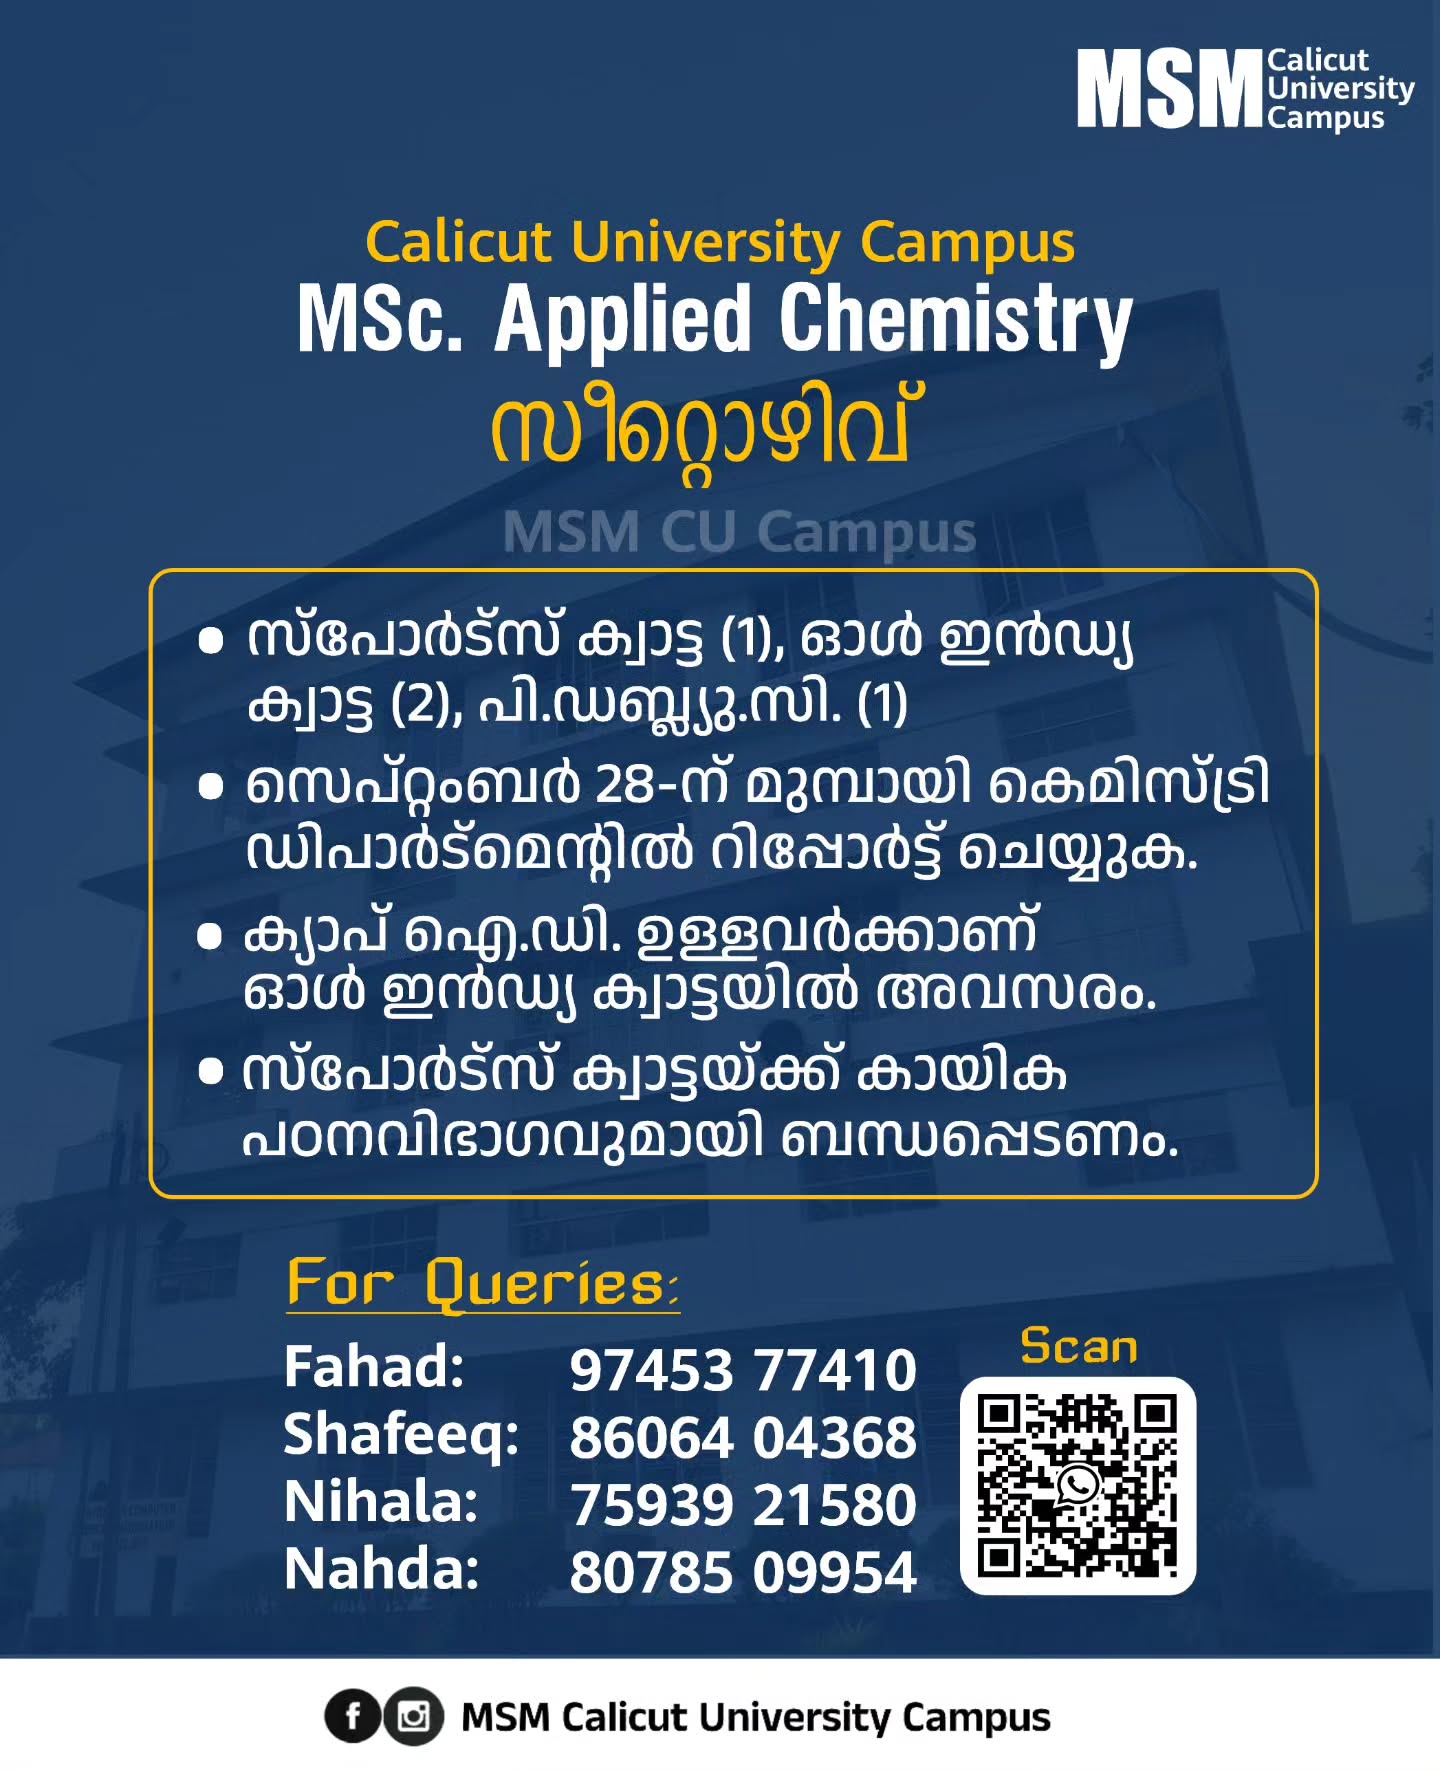 MSM Calicut
University
Campus
Calicut University Campus
MSc. Applied Chemistry
സീറ്റൊഴിവ്
MSM CU Campus
• സ്പോർട്സ് ക്വാട്ട (1), ഓൾ ഇൻഡ്യ
ക്വാട്ട (2), പി.ഡബ്ല്യു.സി. (1)
• സെപ്റ്റംബർ 28-ന് മുമ്പായി കെമിസ്ട്രി
ഡിപാർട്മെന്റിൽ റിപ്പോർട്ട് ചെയ്യുക.
• ക്യാപ് ഐ.ഡി. ഉള്ളവർക്കാണ്
ഓൾ ഇൻഡ്യ ക്വാട്ടയിൽ അവസരം.
• സ്പോർട്സ് ക്വാട്ടയ്ക്ക് കായിക
പഠനവിഭാഗവുമായി ബന്ധപ്പെടണം.
For Queries:
Fahad: 97453 77410
Shafeeq: 86064 04368
Nihala: 75939 21580
Nahda: 80785 09954
Scan
MSM Calicut University Campus